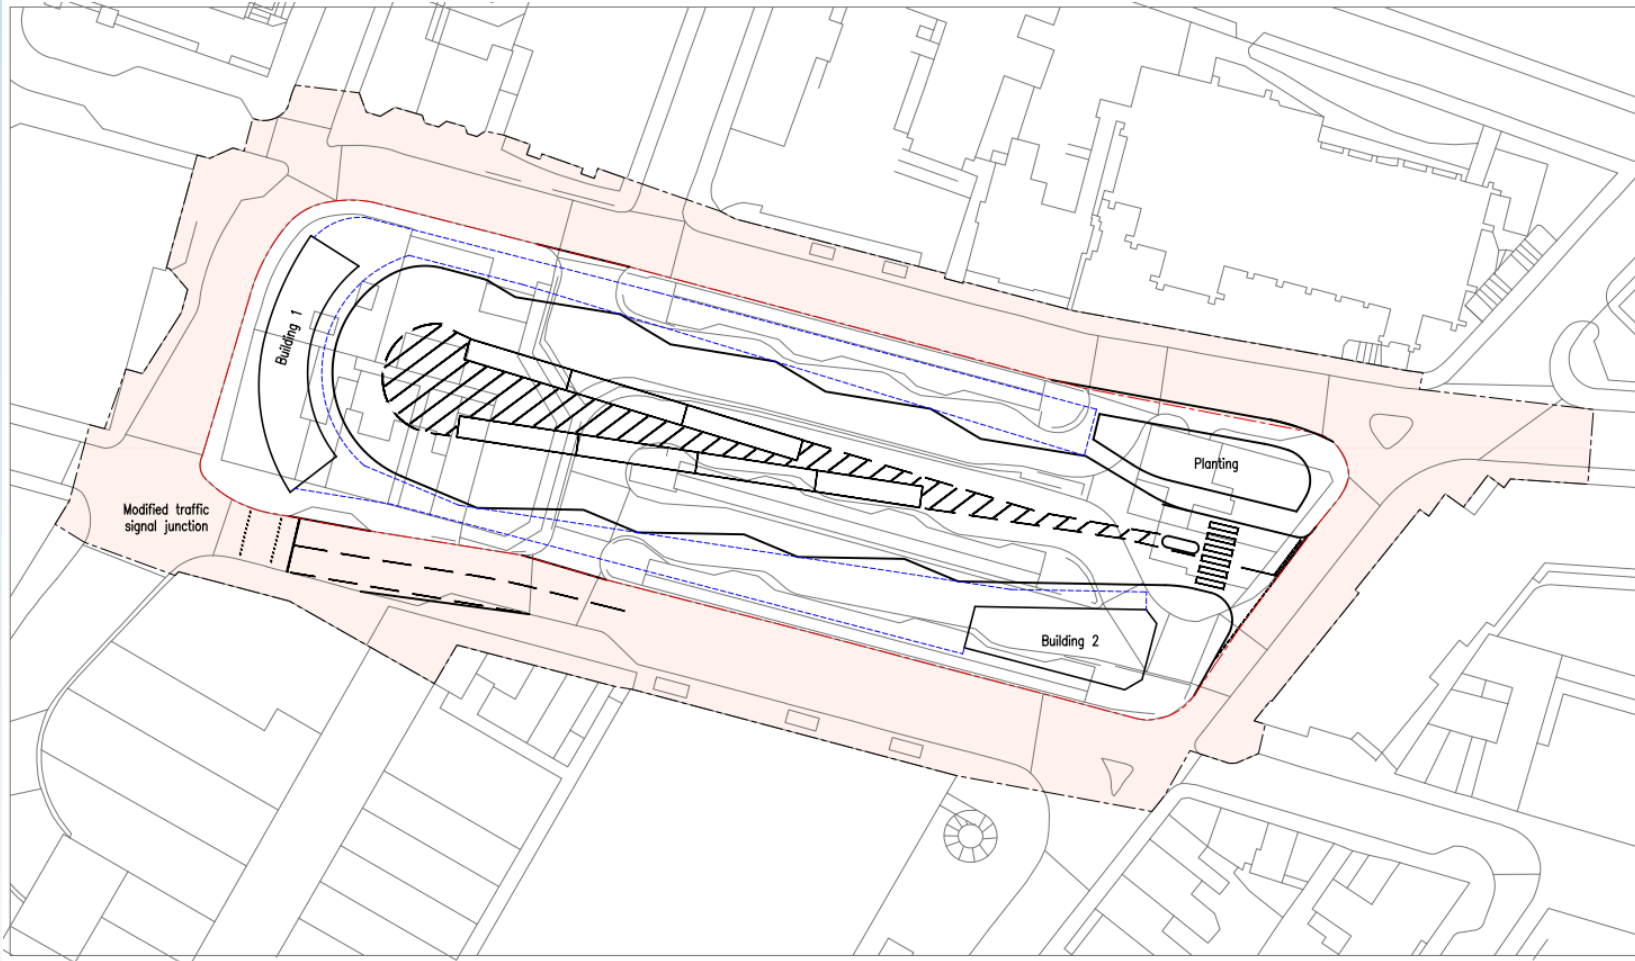 Building 1
Planting
Modified traffic
signal junction
Building 2